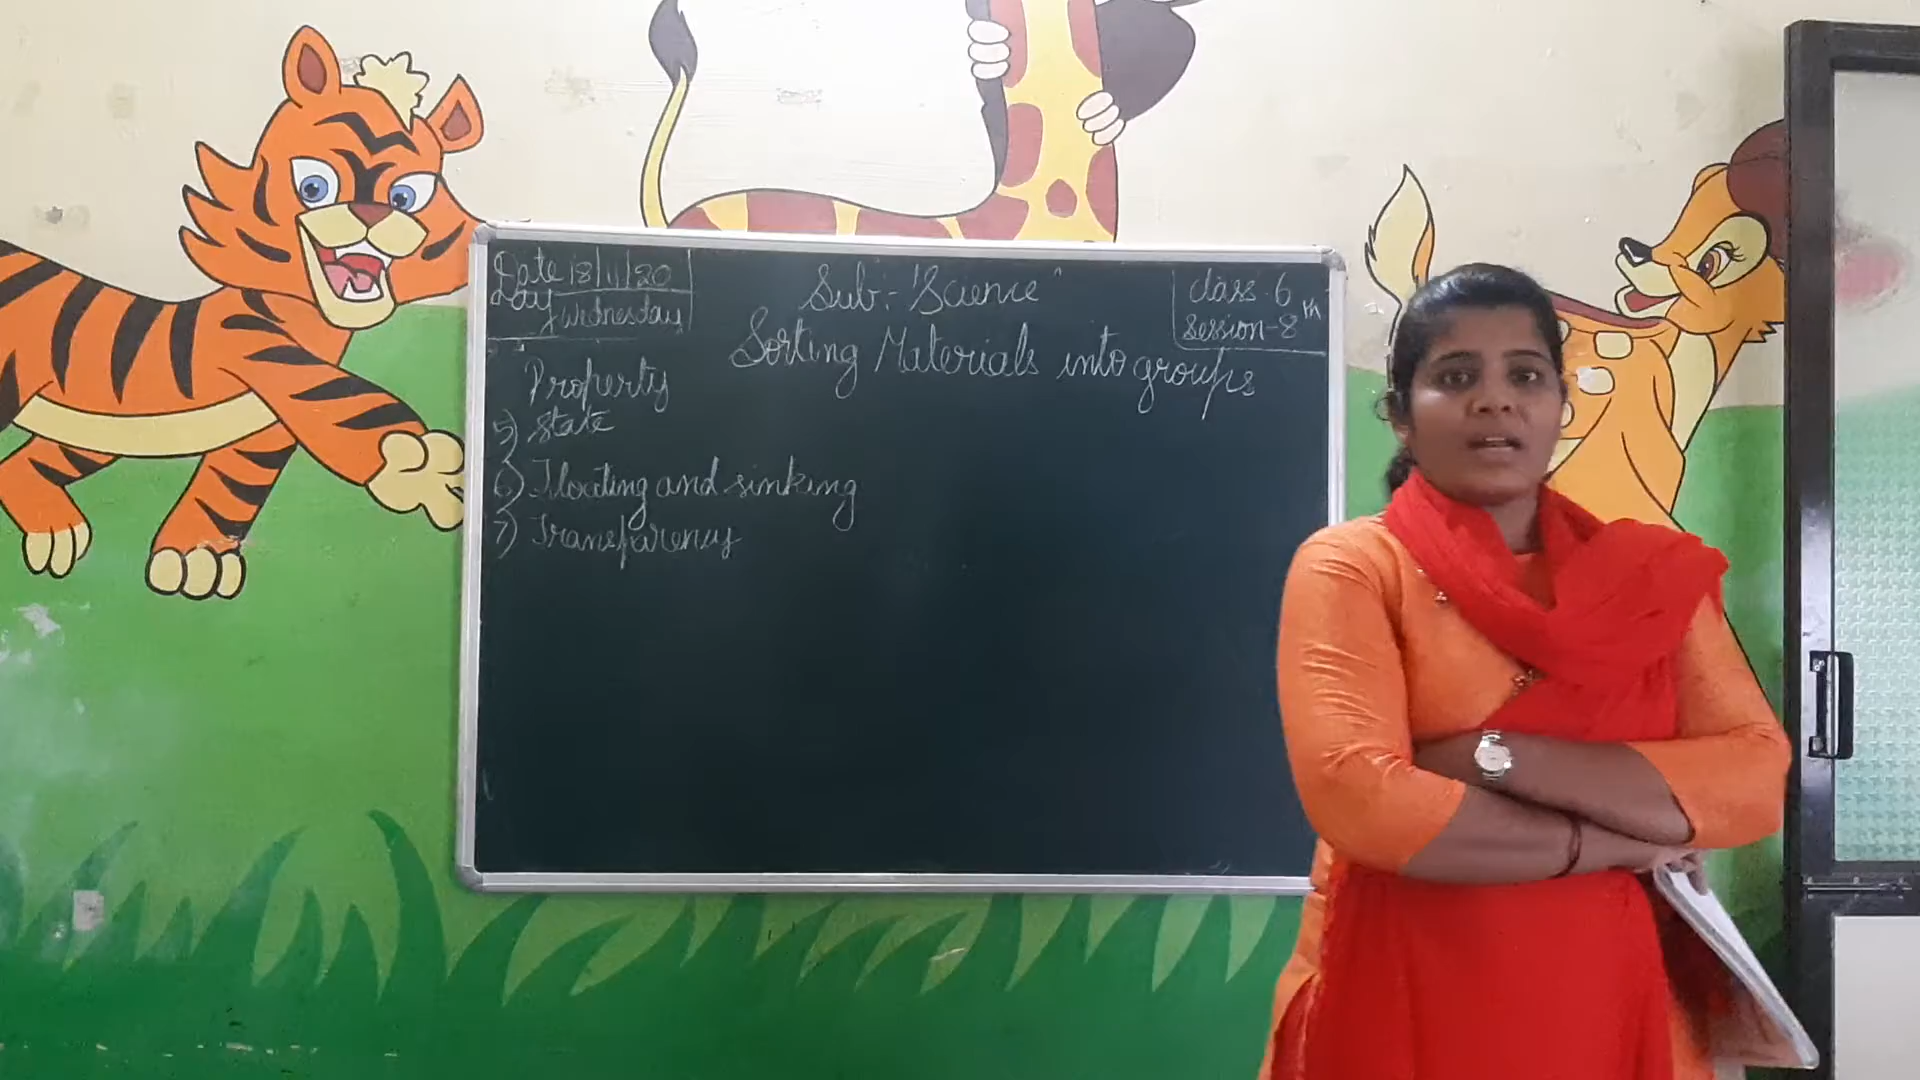 Date 18/11/20
Day Wednesday
Sub:- "Science"
class 6th
Session-8
Sorting Materials into groups
Property
5) State
6) Floating and sinking
7) Transparency